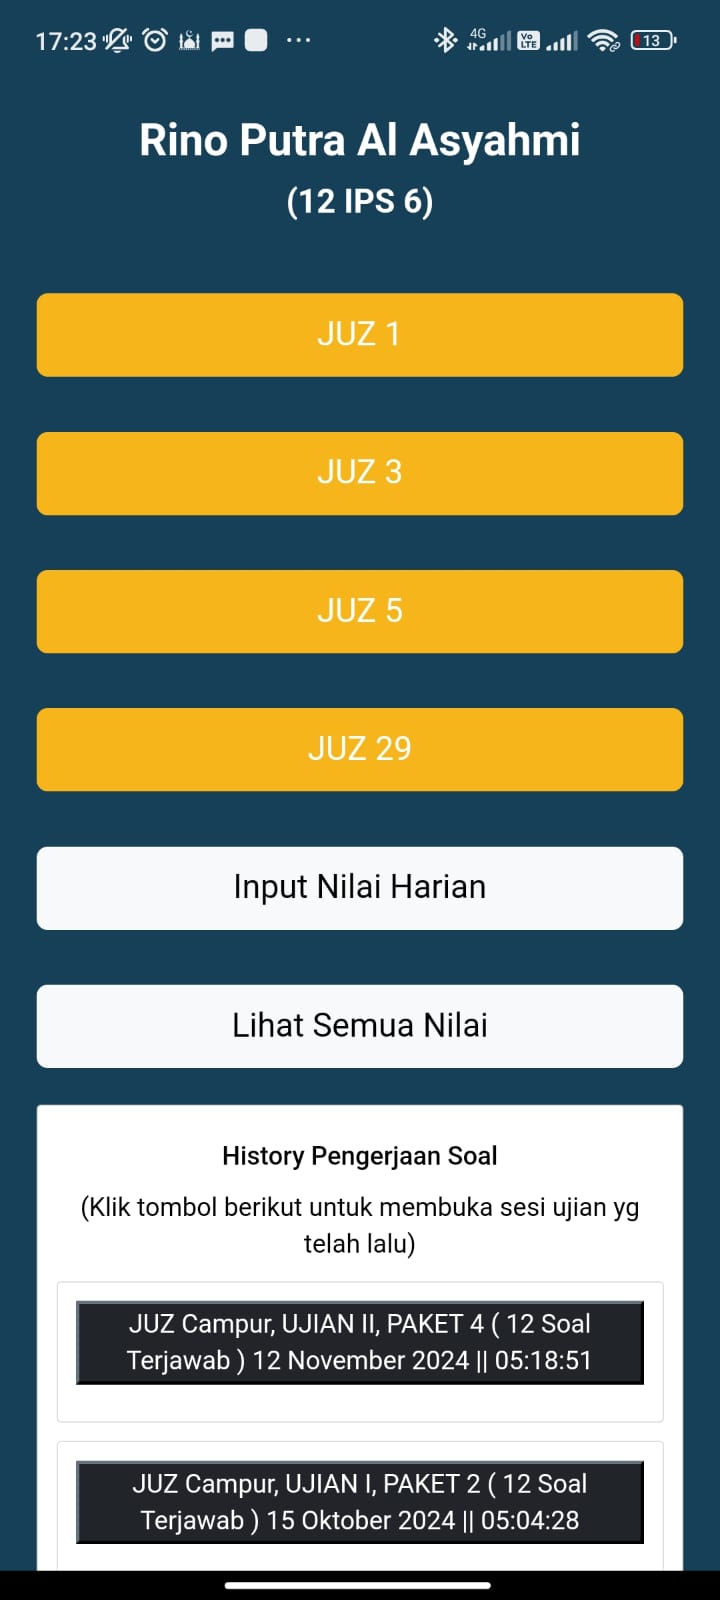 17:23
4G
Vo
LTE
13
Rino Putra Al Asyahmi
(12 IPS 6)
JUZ 1
JUZ 3
JUZ 5
JUZ 29
Input Nilai Harian
Lihat Semua Nilai
History Pengerjaan Soal
(Klik tombol berikut untuk membuka sesi ujian yg
telah lalu)
JUZ Campur, UJIAN II, PAKET 4 ( 12 Soal
Terjawab ) 12 November 2024 || 05:18:51
JUZ Campur, UJIAN I, PAKET 2 ( 12 Soal
Terjawab ) 15 Oktober 2024 || 05:04:28